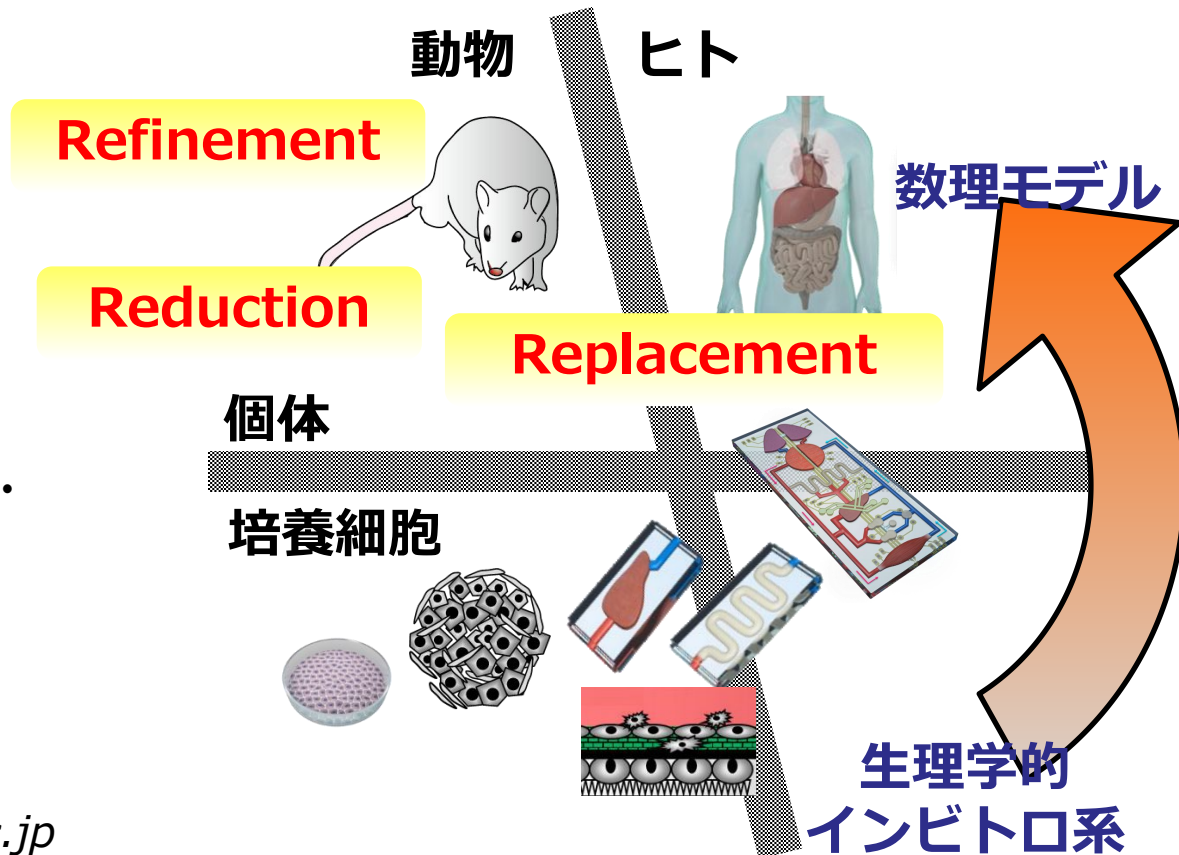 動物
ヒト
Refinement
数理モデル
Reduction
Replacement
個体
.
培養細胞
生理学的
インビトロ系
.jp